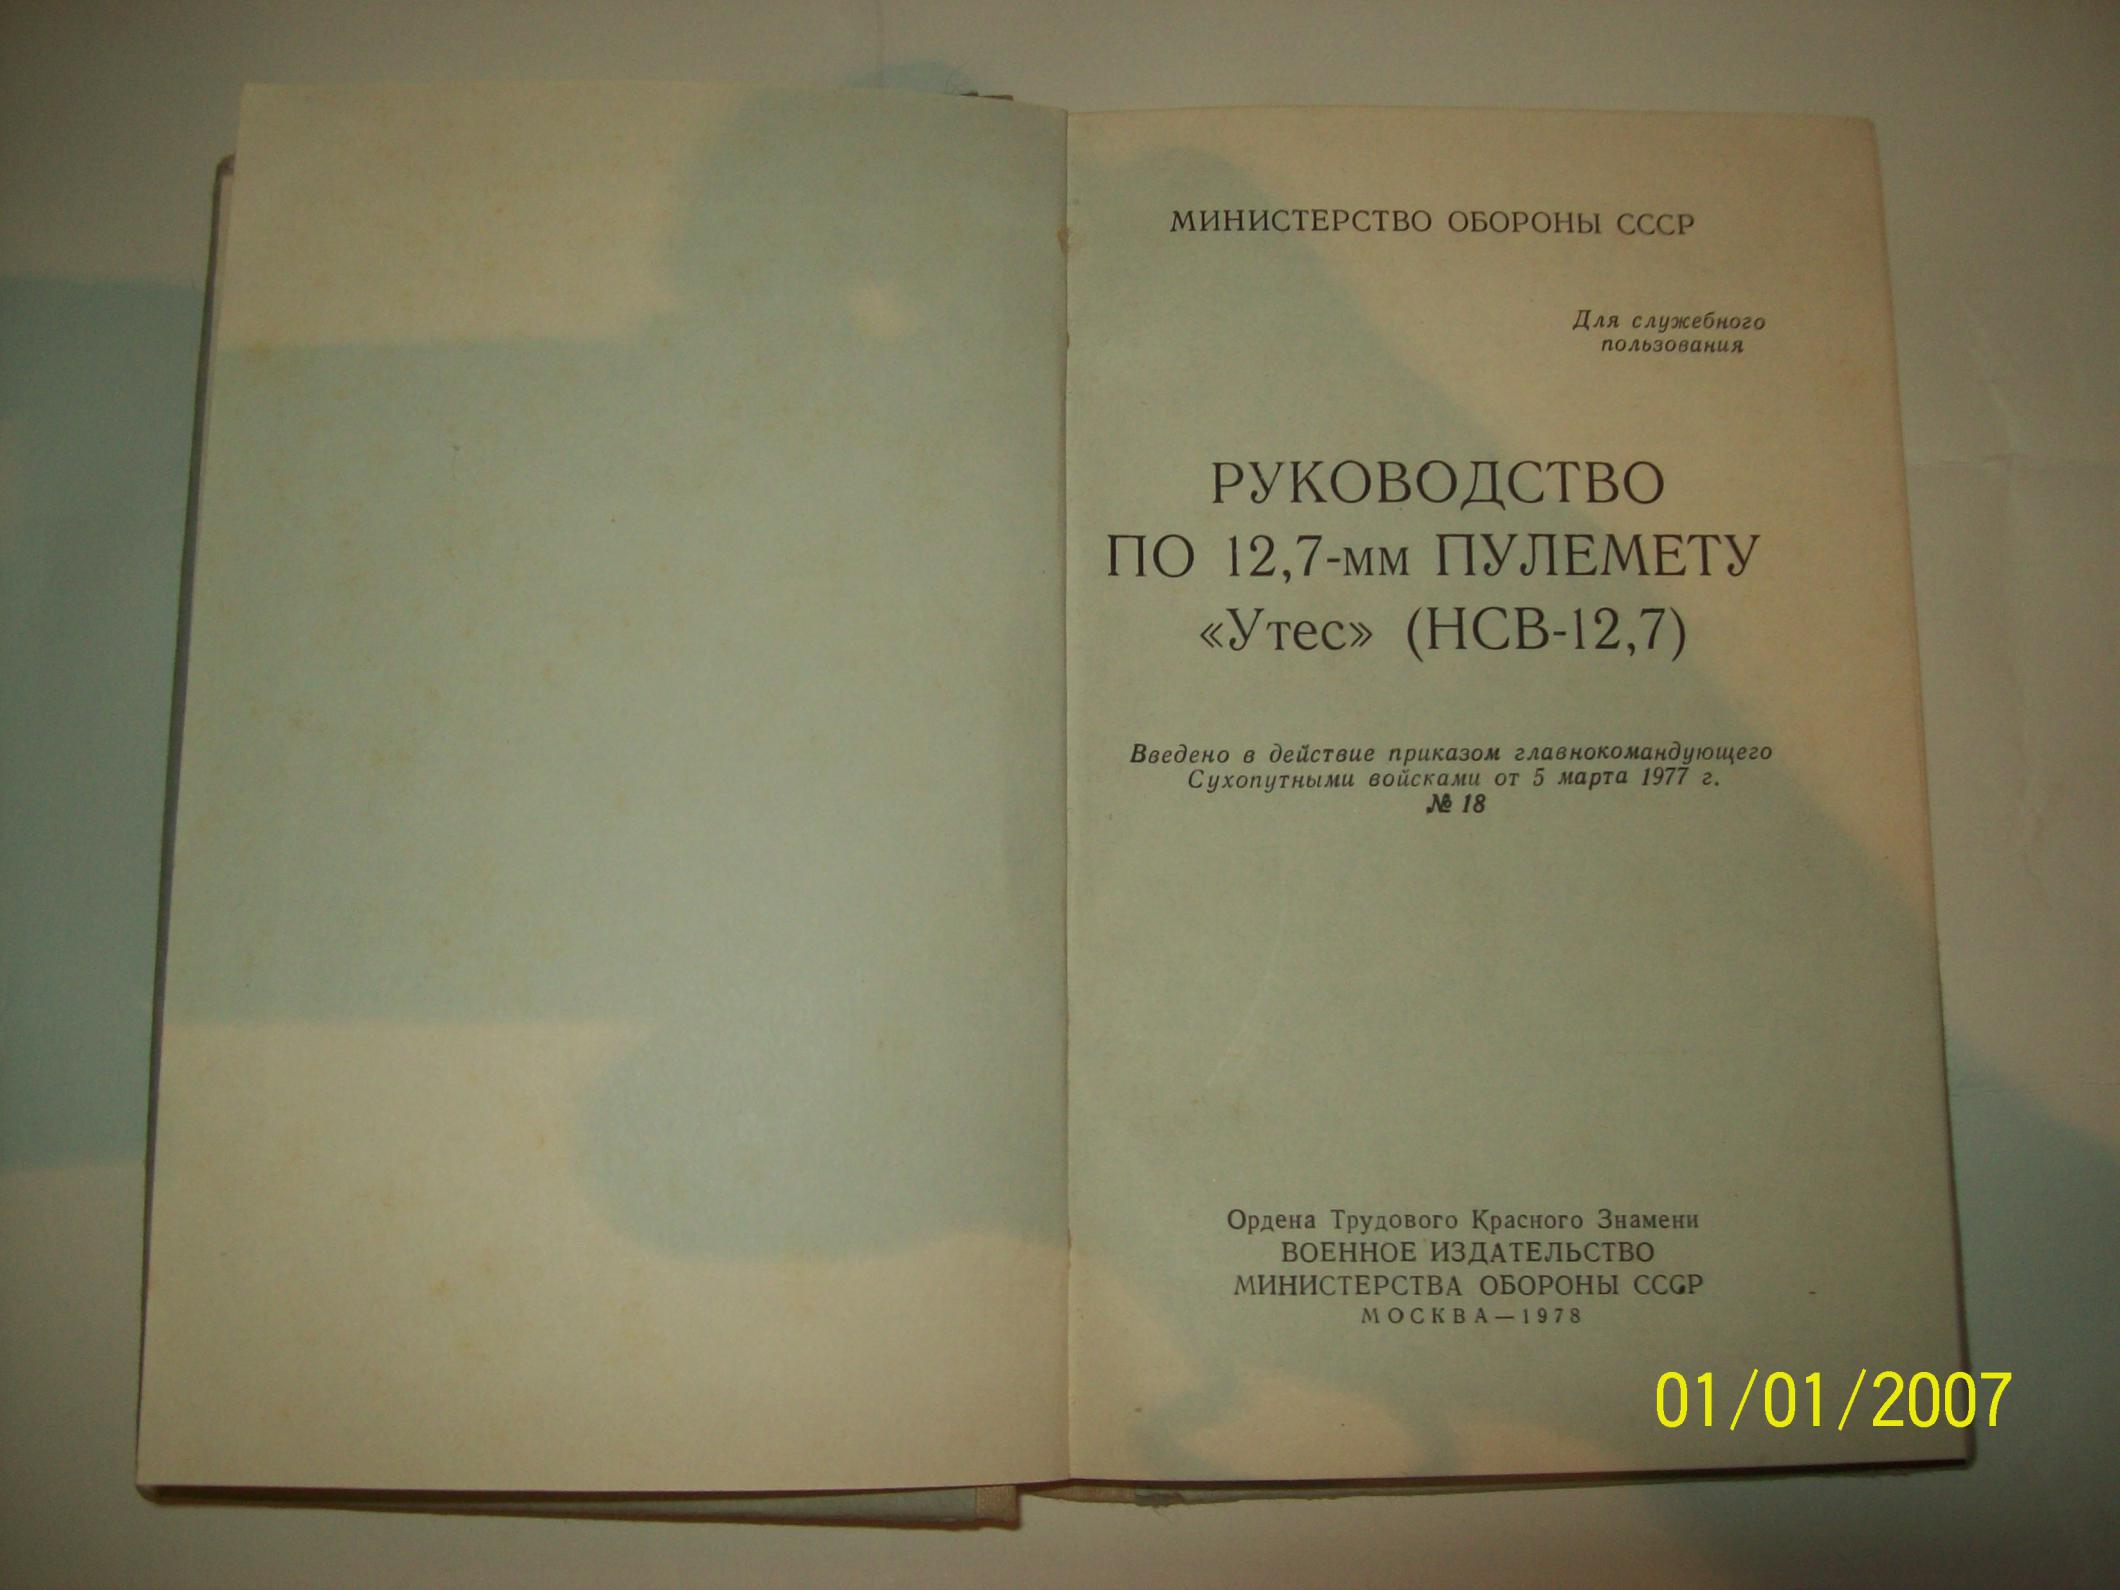 МИНИСТЕРСТВО ОБОРОНЫ СССР
Для служебного
пользования
РУКОВОДСТВО
ПО 12,7-мм ПУЛЕМЕТУ
«Утес» (НСВ-12,7)
Введено в действие приказом главнокомандующего
Сухопутными войсками от 5 марта 1977 г.
№ 18
Ордена Трудового Красного Знамени
ВОЕННОЕ ИЗДАТЕЛЬСТВО
МИНИСТЕРСТВА ОБОРОНЫ СССР
МОСКВА—1978
01/01/2007